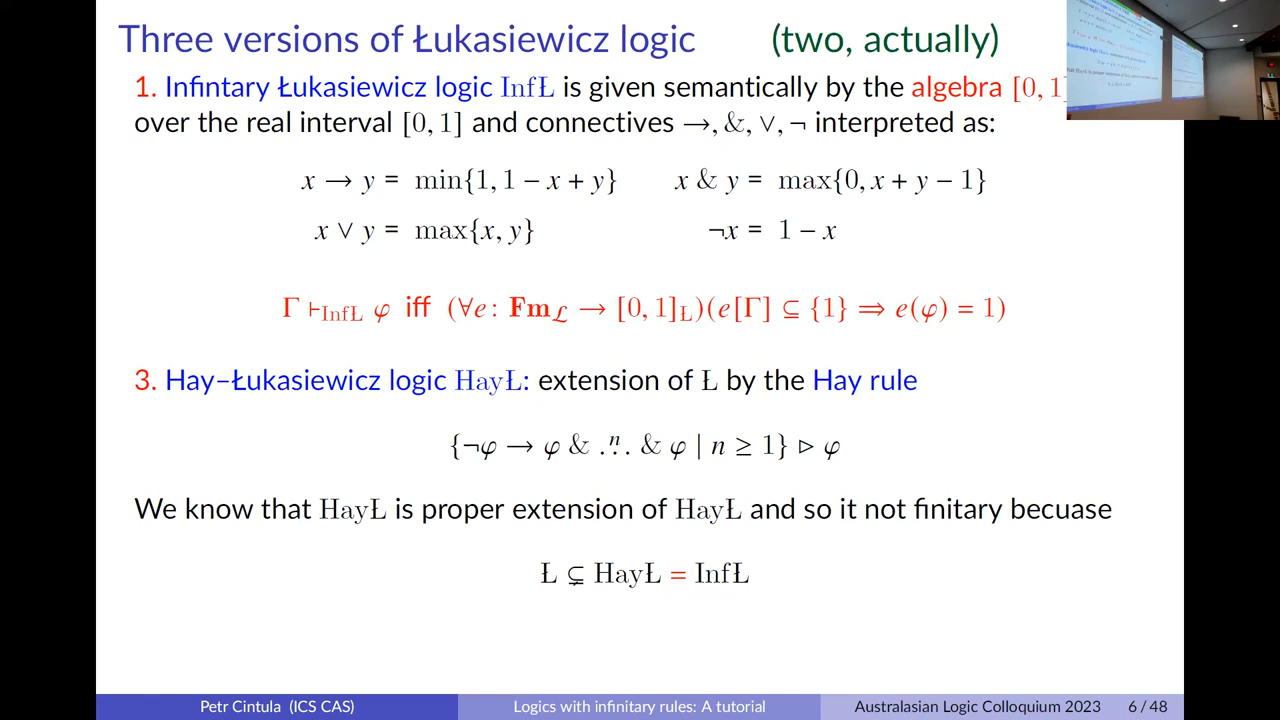 Three versions of Łukasiewicz logic (two, actually)
1. Infintary Łukasiewicz logic InfŁ is given semantically by the algebra [0, 1]
over the real interval [0, 1] and connectives →, &, ∨, ¬ interpreted as:
x → y = min{1, 1 − x + y} x & y = max{0, x + y − 1}
x ∨ y = max{x, y} ¬x = 1 − x
Γ ⊢InfŁ φ iff (∀e: Fm𝓛 → [0, 1]Ł)(e[Γ] ⊆ {1} ⇒ e(φ) = 1)
3. Hay–Łukasiewicz logic HayŁ: extension of Ł by the Hay rule
{¬φ → φ & .ⁿ. & φ | n ≥ 1} ▹ φ
We know that HayŁ is proper extension of HayŁ and so it not finitary becuase
Ł ⊊ HayŁ = InfŁ
Petr Cintula (ICS CAS) Logics with infinitary rules: A tutorial Australasian Logic Colloquium 2023 6 / 48